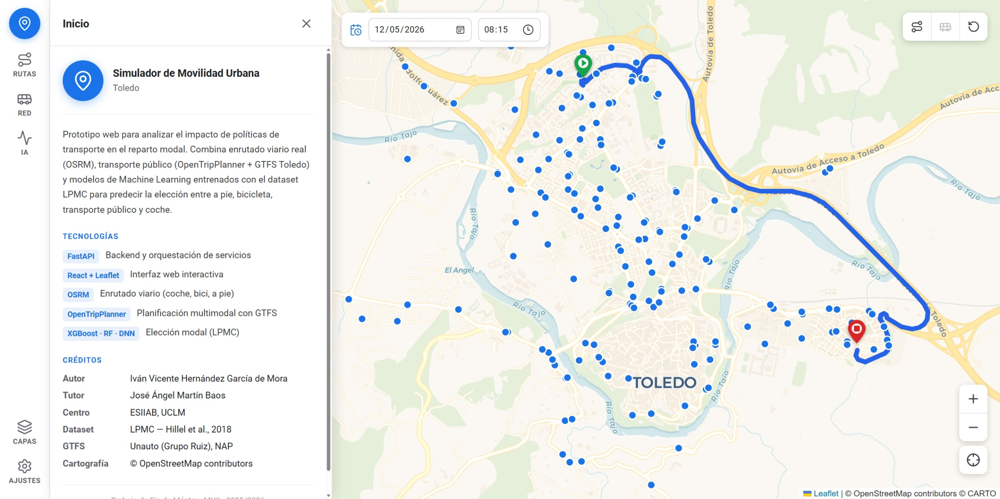 Inicio
RUTAS
RED
IA
CAPAS
AJUSTES
Simulador de Movilidad Urbana
Toledo
Prototipo web para analizar el impacto de políticas de
transporte en el reparto modal. Combina enrutado viario real
(OSRM), transporte público (OpenTripPlanner + GTFS Toledo)
y modelos de Machine Learning entrenados con el dataset
LPMC para predecir la elección entre a pie, bicicleta,
transporte público y coche.
TECNOLOGÍAS
FastAPI Backend y orquestación de servicios
React + Leaflet Interfaz web interactiva
OSRM Enrutado viario (coche, bici, a pie)
OpenTripPlanner Planificación multimodal con GTFS
XGBoost · RF · DNN Elección modal (LPMC)
CRÉDITOS
Autor Iván Vicente Hernández García de Mora
Tutor José Ángel Martín Baos
Centro ESIIAB, UCLM
Dataset LPMC — Hillel et al., 2018
GTFS Unauto (Grupo Ruiz), NAP
Cartografía © OpenStreetMap contributors
12/05/2026 08:15
Autovía de Toledo
Autovía de Acc
Autovía de Acceso a Toledo
Río Tajo
Río Tajo
Río Tajo
El Angel
Río Tajo
Río Tajo
Río Tajo
Toledo
TOLEDO
Río Tajo
Río Tajo
Leaflet | © OpenStreetMap contributors © CARTO